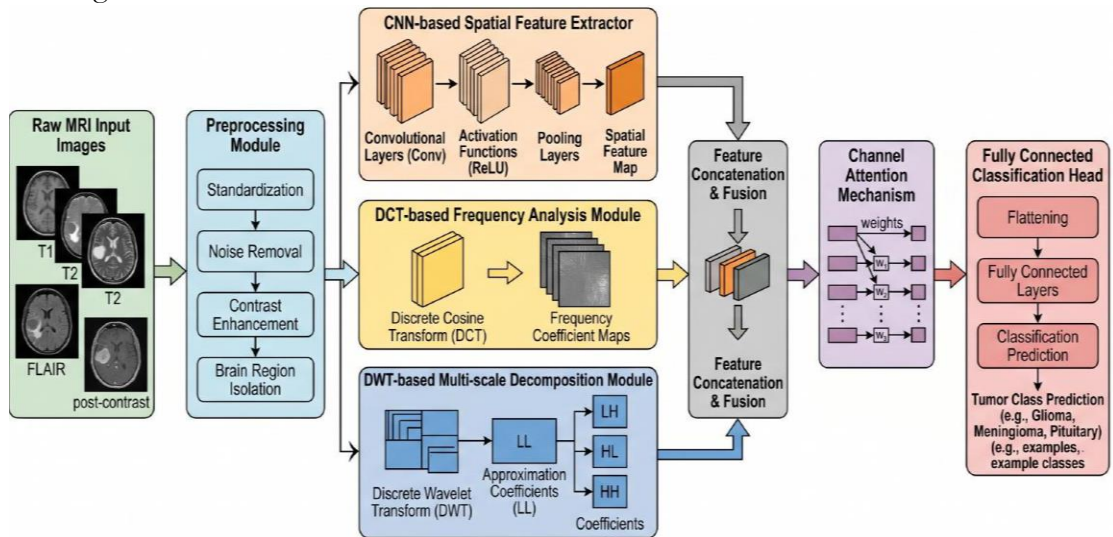 Raw MRI Input
Images
T1
T2
T2
FLAIR
post-contrast
Preprocessing
Module
Standardization
Noise Removal
Contrast
Enhancement
Brain Region
Isolation
CNN-based Spatial Feature Extractor
Convolutional
Layers (Conv)
Activation
Functions
(ReLU)
Pooling
Layers
Spatial
Feature
Map
DCT-based Frequency Analysis Module
Discrete Cosine
Transform (DCT)
Frequency
Coefficient Maps
DWT-based Multi-scale Decomposition Module
Discrete Wavelet
Transform (DWT)
LL
Approximation
Coefficients
(LL)
LH
HL
HH
Coefficients
Feature
Concatenation
& Fusion
Feature
Concatenation
& Fusion
Channel
Attention
Mechanism
weights
W₁
W₂
Fully Connected
Classification Head
Flattening
Fully Connected
Layers
Classification
Prediction
Tumor Class Prediction
(e.g., Glioma,
Meningioma, Pituitary)
(e.g., examples,
example classes